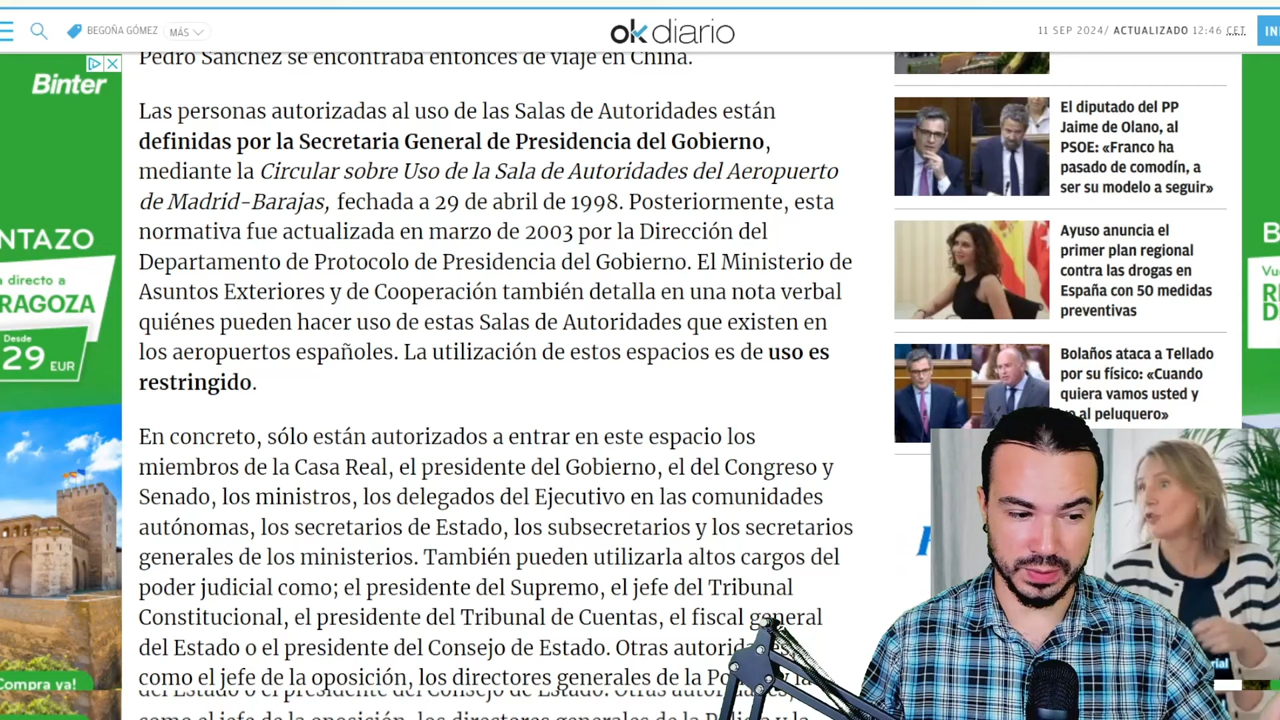 BEGOÑA GÓMEZ
MÁS
okdiario
11 SEP 2024/ ACTUALIZADO 12:46 CET
Pedro Sánchez se encontraba entonces de viaje en China.
Las personas autorizadas al uso de las Salas de Autoridades están
definidas por la Secretaria General de Presidencia del Gobierno,
mediante la Circular sobre Uso de la Sala de Autoridades del Aeropuerto
de Madrid-Barajas, fechada a 29 de abril de 1998. Posteriormente, esta
normativa fue actualizada en marzo de 2003 por la Dirección del
Departamento de Protocolo de Presidencia del Gobierno. El Ministerio de
Asuntos Exteriores y de Cooperación también detalla en una nota verbal
quiénes pueden hacer uso de estas Salas de Autoridades que existen en
los aeropuertos españoles. La utilización de estos espacios es de uso es
restringido.
En concreto, sólo están autorizados a entrar en este espacio los
miembros de la Casa Real, el presidente del Gobierno, el del Congreso y
Senado, los ministros, los delegados del Ejecutivo en las comunidades
autónomas, los secretarios de Estado, los subsecretarios y los secretarios
generales de los ministerios. También pueden utilizarla altos cargos del
poder judicial como; el presidente del Supremo, el jefe del Tribunal
Constitucional, el presidente del Tribunal de Cuentas, el fiscal general
del Estado o el presidente del Consejo de Estado. Otras
como el jefe de la oposición, los directores generales de la
El diputado del PP
Jaime de Olano, al
PSOE: «Franco ha
pasado de comodín, a
ser su modelo a seguir»
Ayuso anuncia el
primer plan regional
contra las drogas en
España con 50 medidas
preventivas
Bolaños ataca a Tellado
por su físico: «Cuando
quiera vamos usted y
al peluquero»
Binter
NTAZO
directo a
RAGOZA
Desde
29 EUR
Compra ya!